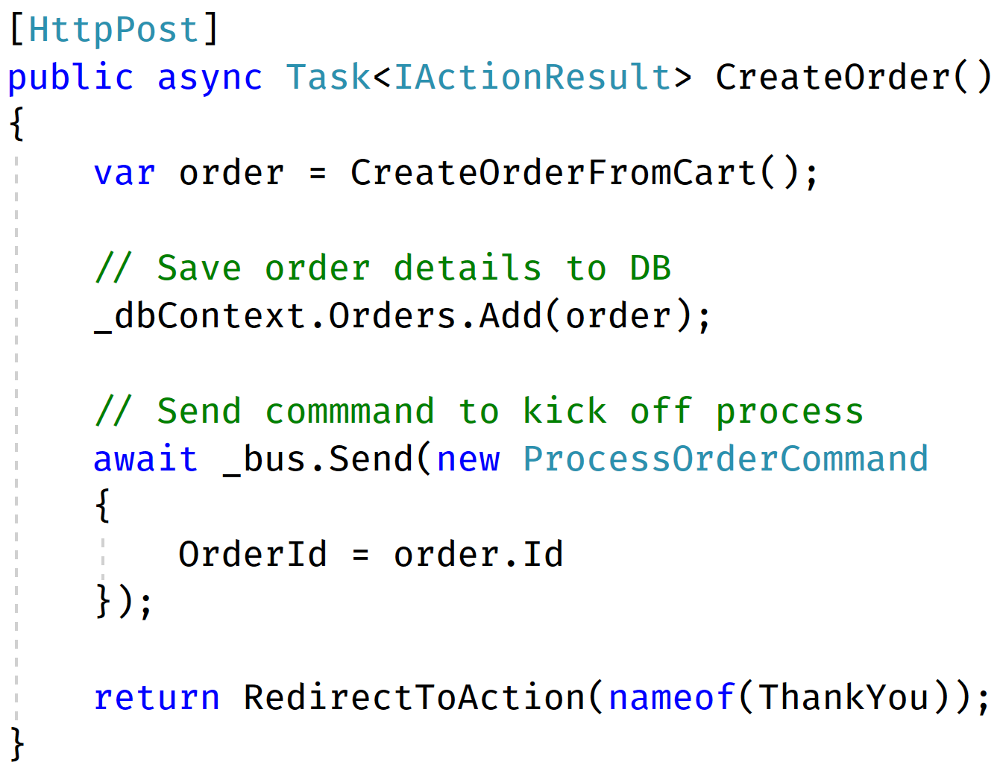 [HttpPost]
public async Task<IActionResult> CreateOrder()
{
    var order = CreateOrderFromCart();

    // Save order details to DB
    _dbContext.Orders.Add(order);

    // Send commmand to kick off process
    await _bus.Send(new ProcessOrderCommand
    {
        OrderId = order.Id
    });

    return RedirectToAction(nameof(ThankYou));
}